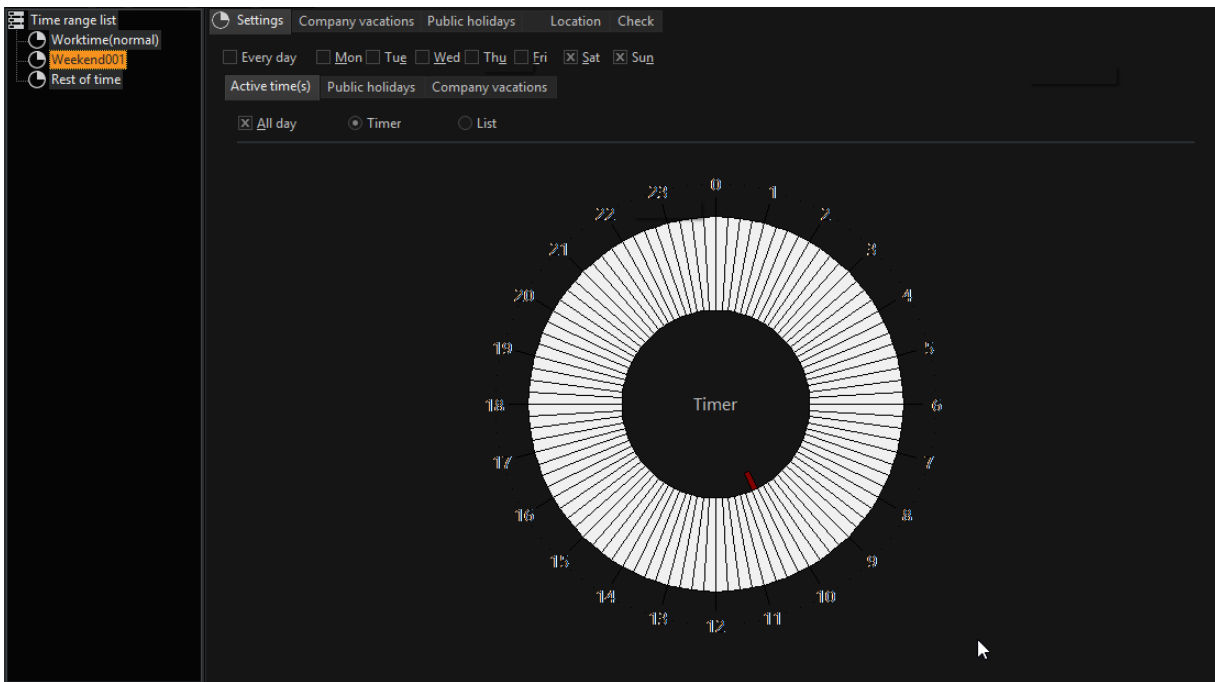 Time range list
Worktime(normal)
Weekend001
Rest of time
Settings Company vacations Public holidays Location Check
Every day Mon Tue Wed Thu Fri Sat Sun
Active time(s) Public holidays Company vacations
All day Timer List
0
1
2
3
4
5
6
7
8
9
10
11
12
13
14
15
16
17
18
19
20
21
22
23
Timer